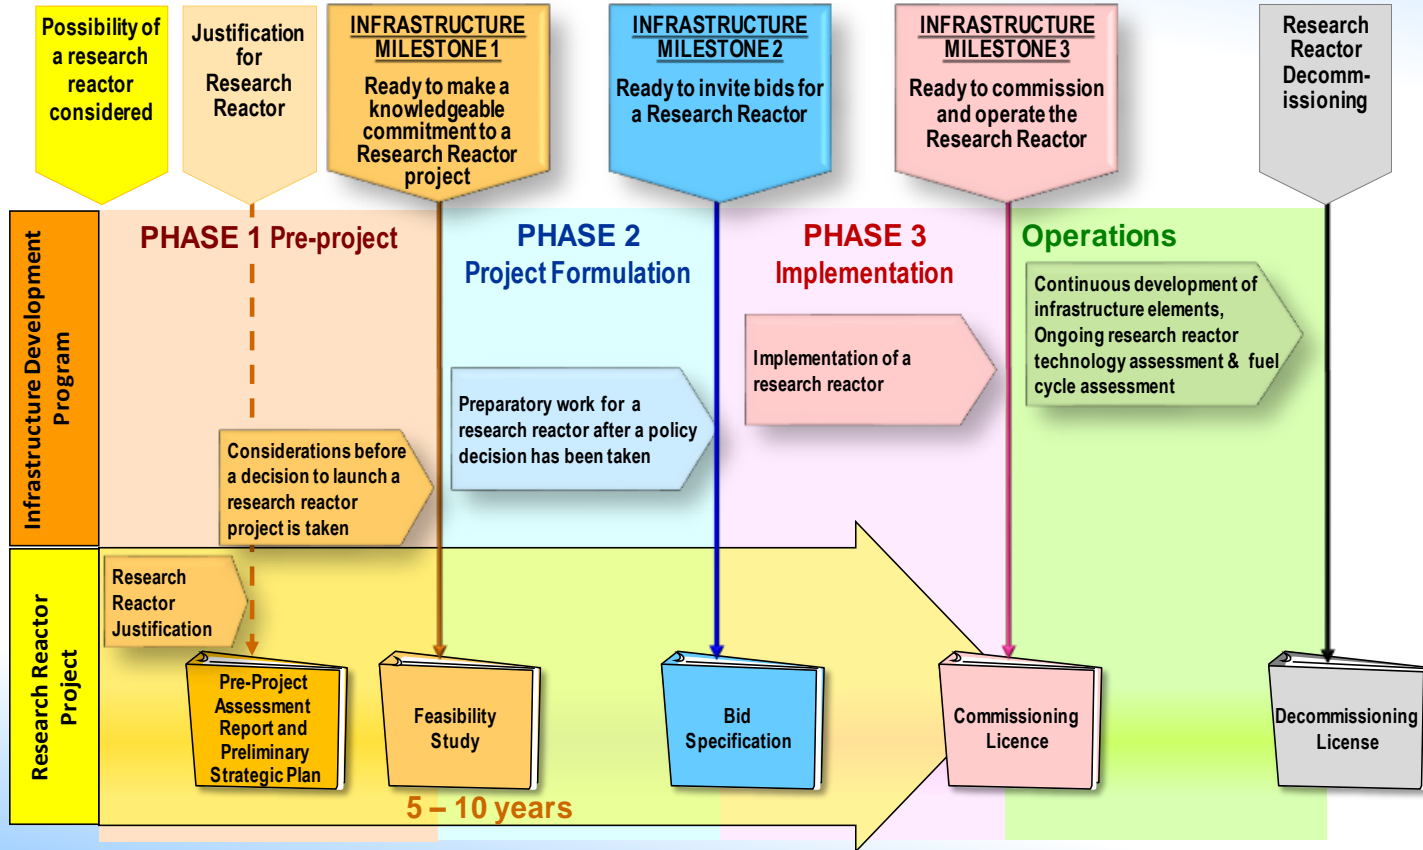 Possibility of
a research
reactor
considered
Justification
for
Research
Reactor
INFRASTRUCTURE
MILESTONE 1
Ready to make a
knowledgeable
commitment to a
Research Reactor
project
INFRASTRUCTURE
MILESTONE 2
Ready to invite bids for
a Research Reactor
INFRASTRUCTURE
MILESTONE 3
Ready to commission
and operate the
Research Reactor
Research
Reactor
Decomm-
issioning
Infrastructure Development
Program
PHASE 1 Pre-project
PHASE 2
Project Formulation
PHASE 3
Implementation
Operations
Considerations before
a decision to launch a
research reactor
project is taken
Preparatory work for a
research reactor after a policy
decision has been taken
Implementation of a
research reactor
Continuous development of
infrastructure elements,
Ongoing research reactor
technology assessment & fuel
cycle assessment
Research Reactor
Project
Research
Reactor
Justification
Pre-Project
Assessment
Report and
Preliminary
Strategic Plan
Feasibility
Study
Bid
Specification
Commissioning
Licence
Decommissioning
License
5 – 10 years